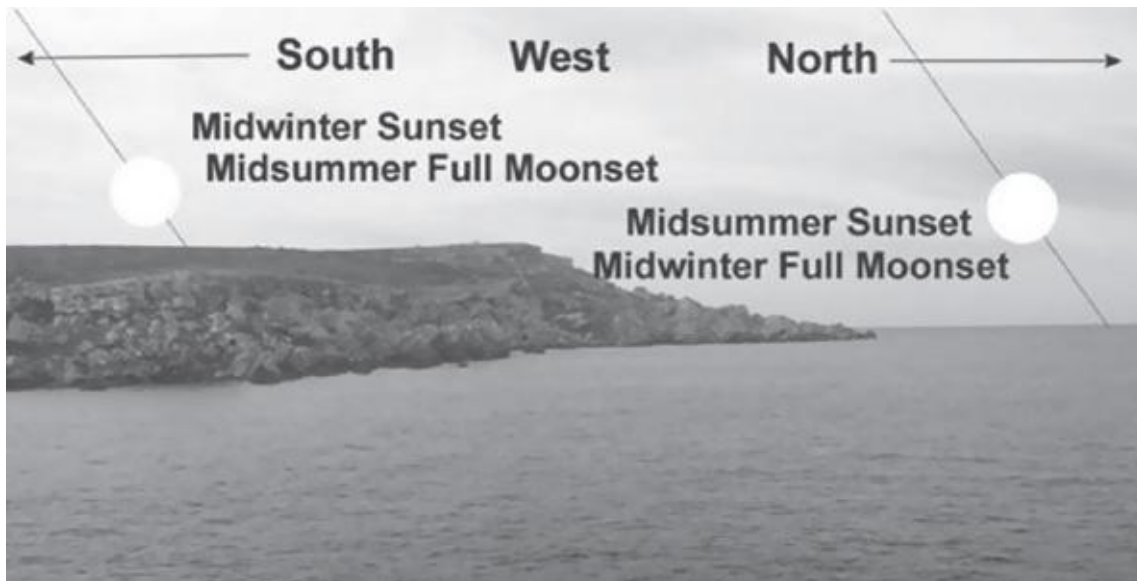 South West North
Midwinter Sunset
Midsummer Full Moonset
Midsummer Sunset
Midwinter Full Moonset